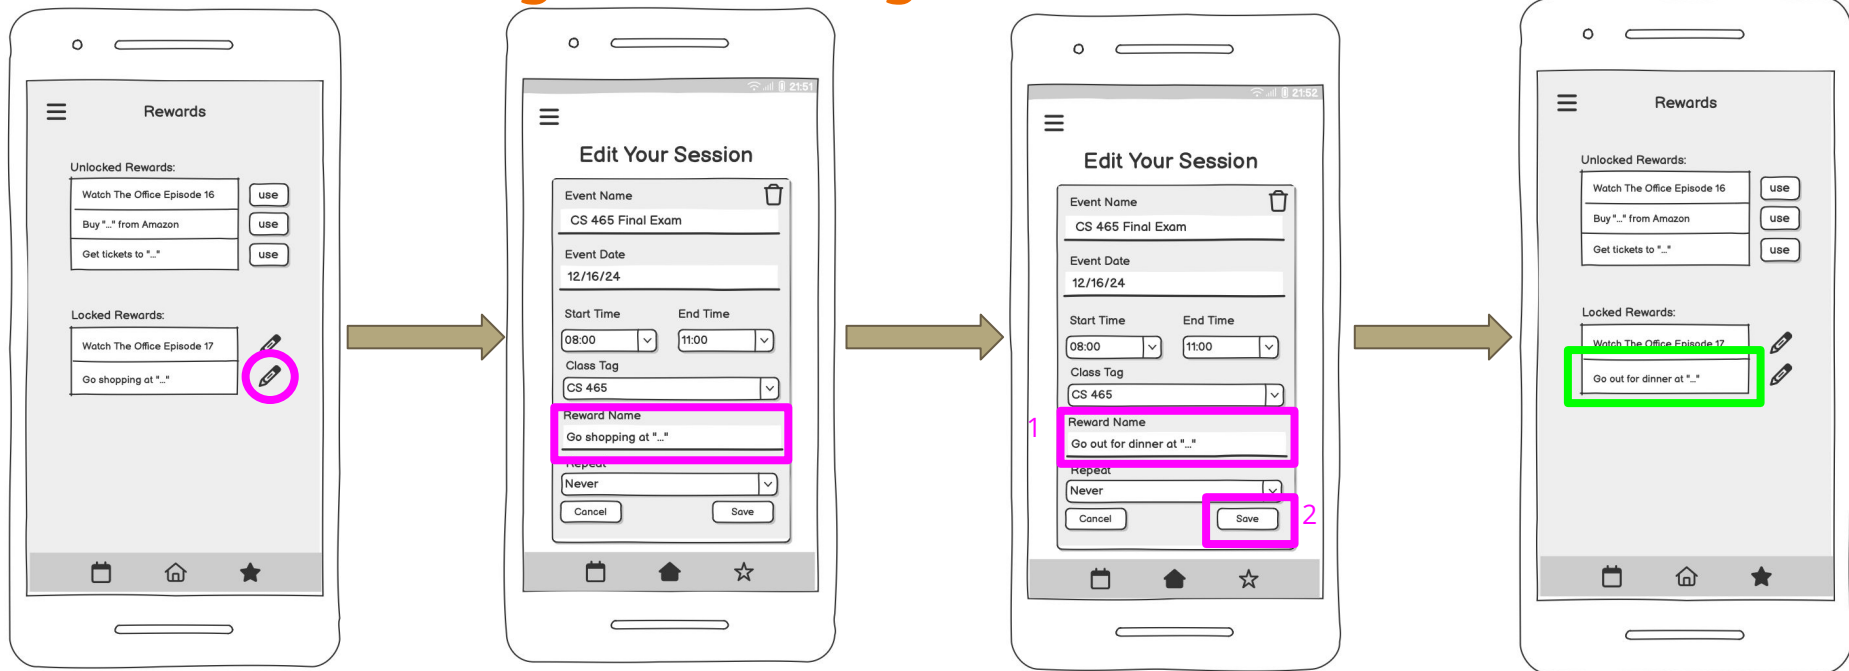 Rewards
Unlocked Rewards:
Watch The Office Episode 16
use
Buy "..." from Amazon
use
Get tickets to "..."
use
Locked Rewards:
Watch The Office Episode 17
Go shopping at "..."
21:51
Edit Your Session
Event Name
CS 465 Final Exam
Event Date
12/16/24
Start Time End Time
08:00 11:00
Class Tag
CS 465
Reward Name
Go shopping at "..."
Repeat
Never
Cancel Save
21:52
Edit Your Session
Event Name
CS 465 Final Exam
Event Date
12/16/24
Start Time End Time
08:00 11:00
Class Tag
CS 465
Reward Name
1
Go out for dinner at "..."
Repeat
Never
Cancel Save 2
Rewards
Unlocked Rewards:
Watch The Office Episode 16
use
Buy "..." from Amazon
use
Get tickets to "..."
use
Locked Rewards:
Watch The Office Episode 17
Go out for dinner at "..."